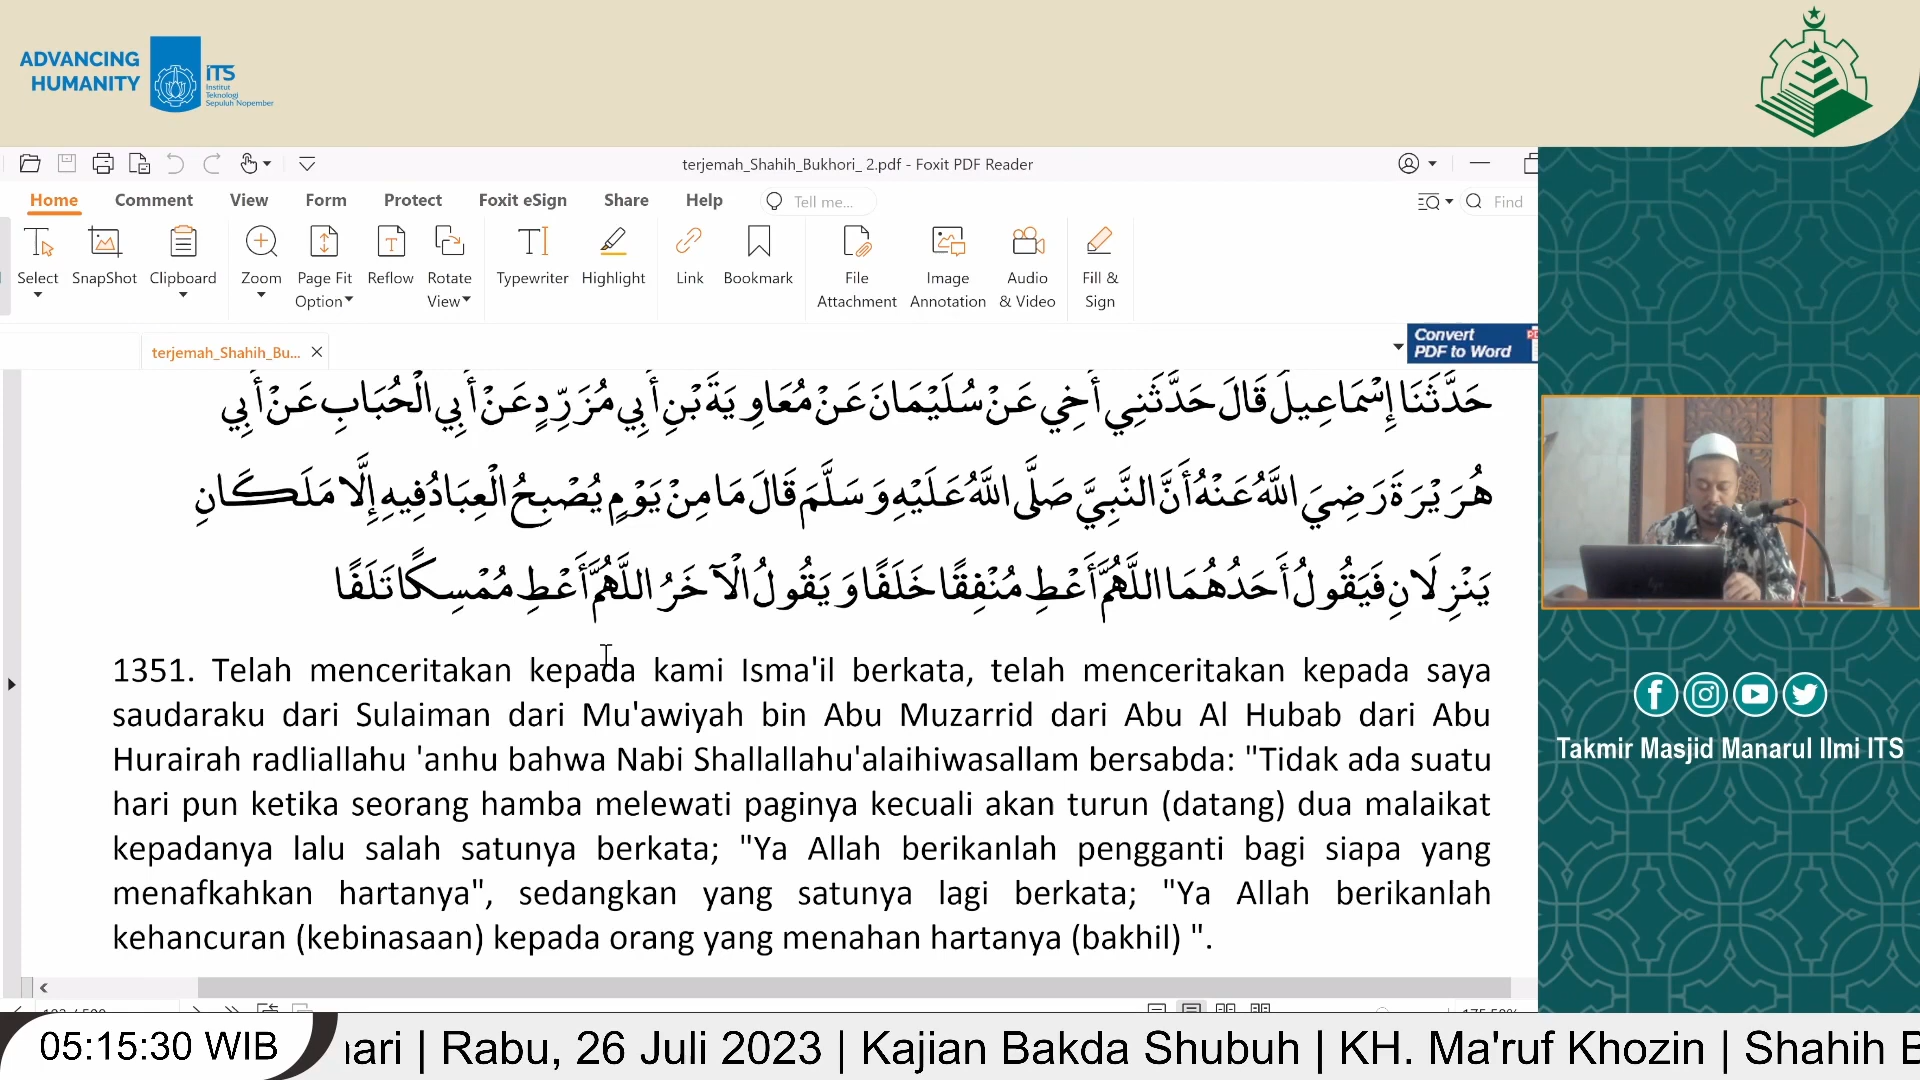 ADVANCING
HUMANITY
ITS
Institut
Teknologi
Sepuluh Nopember
terjemah_Shahih_Bukhori_ 2.pdf - Foxit PDF Reader
Home Comment View Form Protect Foxit eSign Share Help Tell me... Find
Select SnapShot Clipboard Zoom Page Fit Option Reflow Rotate View Typewriter Highlight Link Bookmark File Attachment Image Annotation Audio & Video Fill & Sign
terjemah_Shahih_Bu...
Convert
PDF to Word
حَدَّثَنَا إِسْمَاعِيلُ قَالَ حَدَّثَنِي أَخِي عَنْ سُلَيْمَانَ عَنْ مُعَاوِيَةَ بْنِ أَبِي مُزَرِّدٍ عَنْ أَبِي الْحُبَابِ عَنْ أَبِي
هُرَيْرَةَ رَضِيَ اللَّهُ عَنْهُ أَنَّ النَّبِيَّ صَلَّى اللَّهُ عَلَيْهِ وَسَلَّمَ قَالَ مَا مِنْ يَوْمٍ يُصْبِحُ الْعِبَادُ فِيهِ إِلَّا مَلَكَانِ
يَنْزِلَانِ فَيَقُولُ أَحَدُهُمَا اللَّهُمَّ أَعْطِ مُنْفِقًا خَلَفًا وَيَقُولُ الْآخَرُ اللَّهُمَّ أَعْطِ مُمْسِكًا تَلَفًا
1351. Telah menceritakan kepada kami Isma'il berkata, telah menceritakan kepada saya
saudaraku dari Sulaiman dari Mu'awiyah bin Abu Muzarrid dari Abu Al Hubab dari Abu
Hurairah radliallahu 'anhu bahwa Nabi Shallallahu'alaihiwasallam bersabda: "Tidak ada suatu
hari pun ketika seorang hamba melewati paginya kecuali akan turun (datang) dua malaikat
kepadanya lalu salah satunya berkata; "Ya Allah berikanlah pengganti bagi siapa yang
menafkahkan hartanya", sedangkan yang satunya lagi berkata; "Ya Allah berikanlah
kehancuran (kebinasaan) kepada orang yang menahan hartanya (bakhil) ".
Takmir Masjid Manarul Ilmi ITS
05:15:30 WIB
ari | Rabu, 26 Juli 2023 | Kajian Bakda Shubuh | KH. Ma'ruf Khozin | Shahih